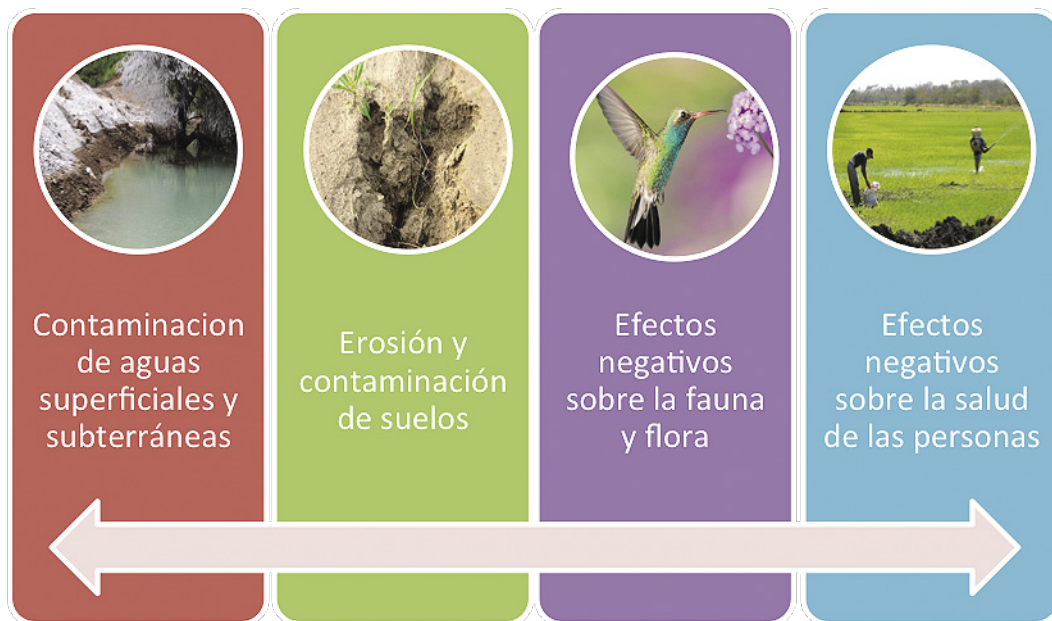 Contaminacion
de aguas
superficiales y
subterráneas
Erosión y
contaminación
de suelos
Efectos
negativos
sobre la fauna
y flora
Efectos
negativos
sobre la salud
de las personas